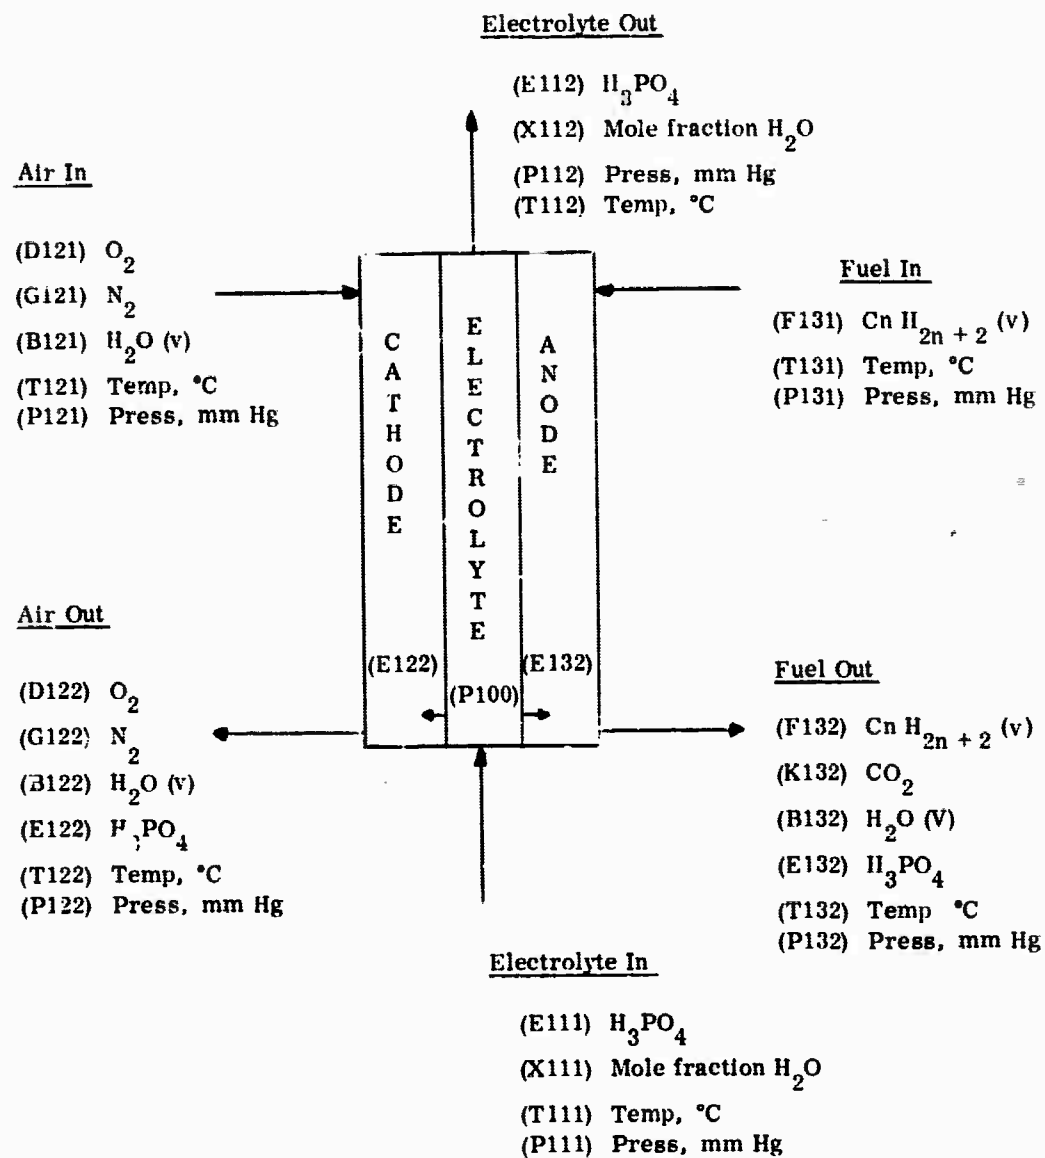 Electrolyte Out
(E112) H3PO4
(X112) Mole fraction H2O
(P112) Press, mm Hg
(T112) Temp, °C
Air In
(D121) O2
(G121) N2
(B121) H2O (v)
(T121) Temp, °C
(P121) Press, mm Hg
Fuel In
(F131) Cn H2n + 2 (v)
(T131) Temp, °C
(P131) Press, mm Hg
CATHODE
ELECTROLYTE
ANODE
(E122)
(P100)
(E132)
Air Out
(D122) O2
(G122) N2
(B122) H2O (v)
(E122) H3PO4
(T122) Temp, °C
(P122) Press, mm Hg
Fuel Out
(F132) Cn H2n + 2 (v)
(K132) CO2
(B132) H2O (V)
(E132) H3PO4
(T132) Temp °C
(P132) Press, mm Hg
Electrolyte In
(E111) H3PO4
(X111) Mole fraction H2O
(T111) Temp, °C
(P111) Press, mm Hg